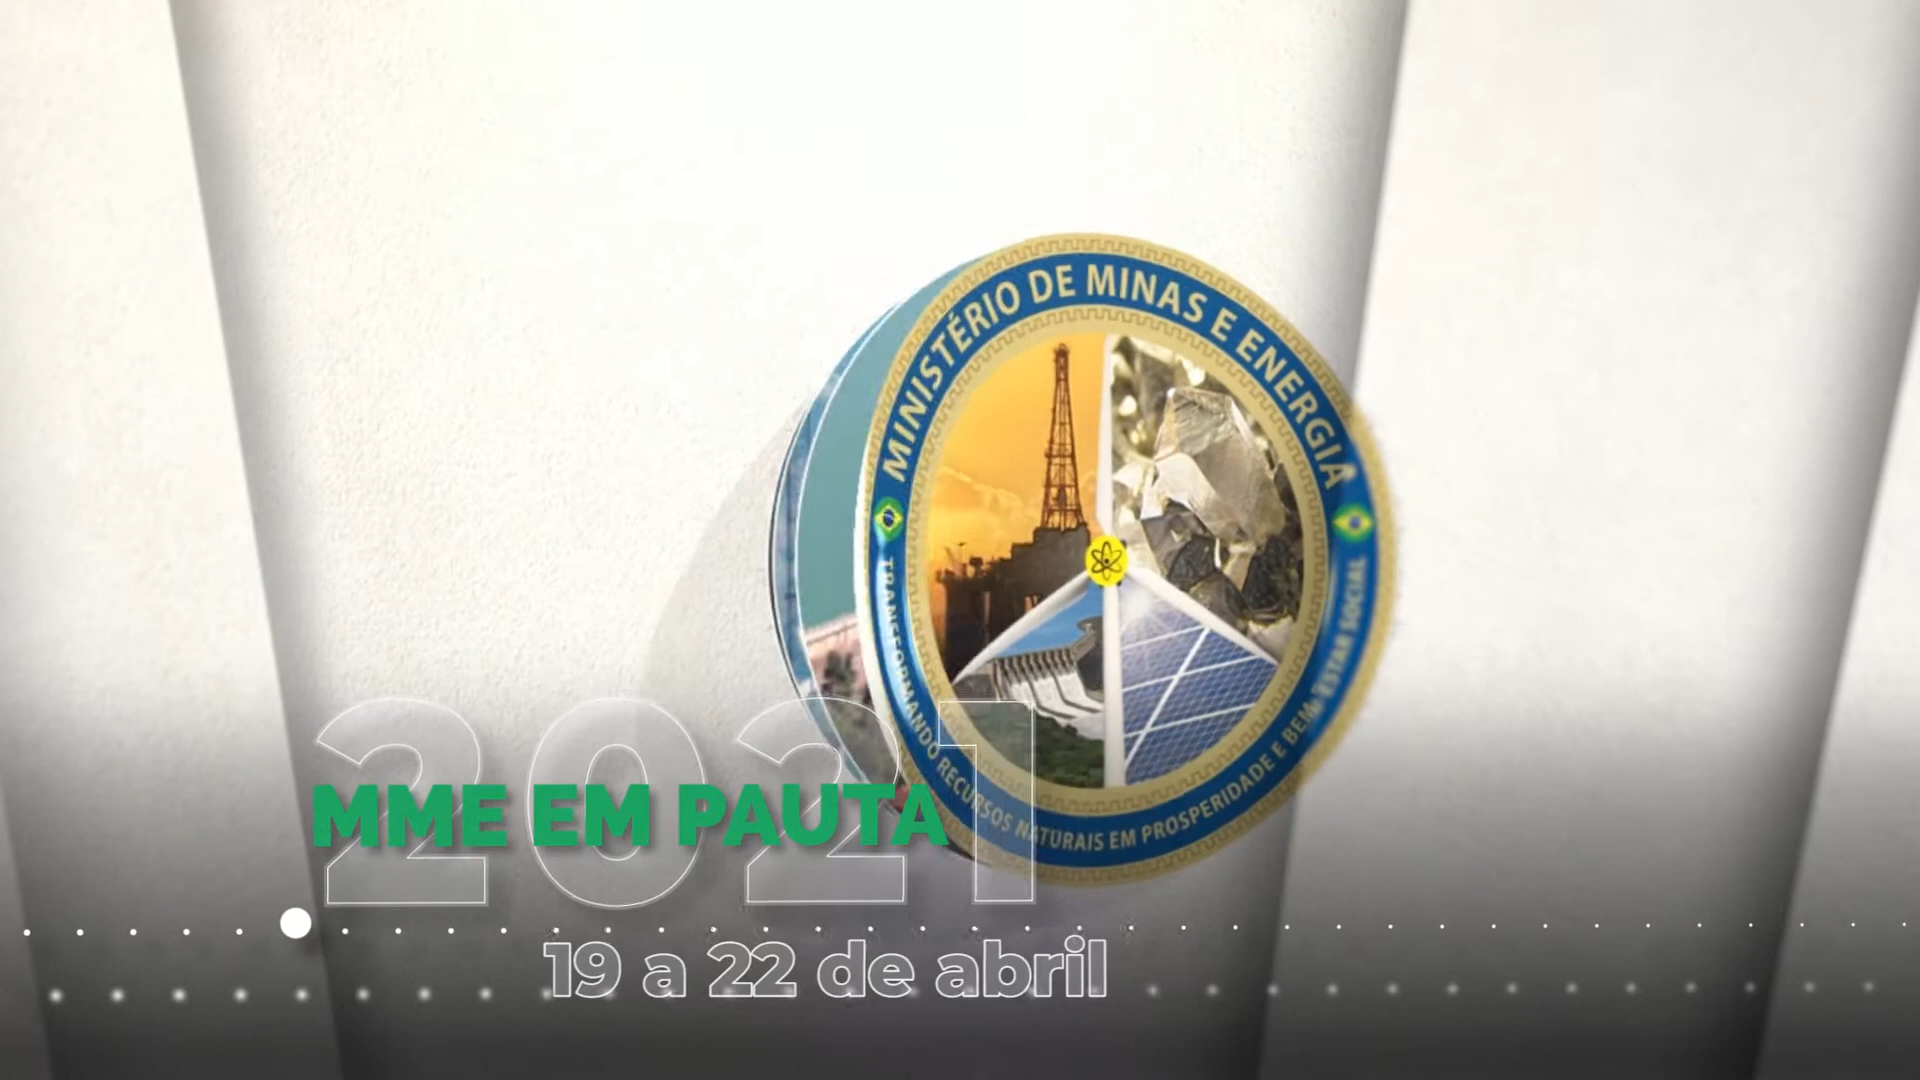 MINISTÉRIO DE MINAS E ENERGIA
TRANSFORMANDO RECURSOS NATURAIS EM PROSPERIDADE E BEM-ESTAR SOCIAL
2021
MME EM PAUTA
19 a 22 de abril